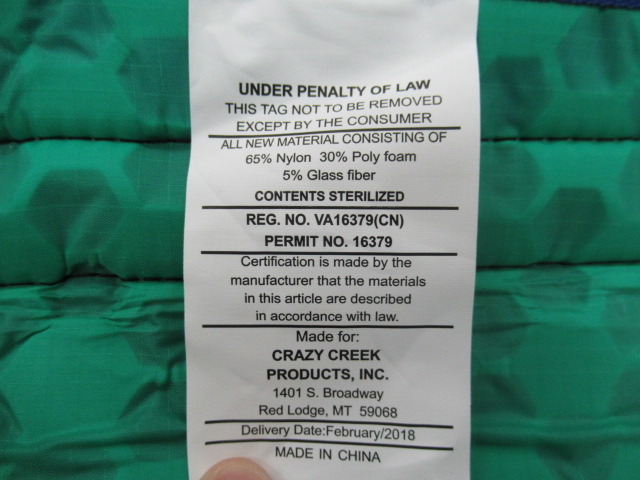 UNDER PENALTY OF LAW
THIS TAG NOT TO BE REMOVED
EXCEPT BY THE CONSUMER
ALL NEW MATERIAL CONSISTING OF
65% Nylon 30% Poly foam
5% Glass fiber
CONTENTS STERILIZED
REG. NO. VA16379(CN)
PERMIT NO. 16379
Certification is made by the
manufacturer that the materials
in this article are described
in accordance with law.
Made for:
CRAZY CREEK
PRODUCTS, INC.
1401 S. Broadway
Red Lodge, MT 59068
Delivery Date:February/2018
MADE IN CHINA